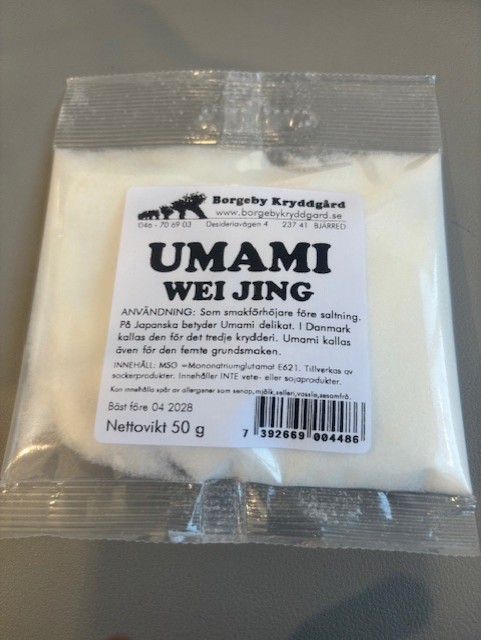 Borgeby Kryddgård
www.borgebykryddgard.se
046 - 70 69 03 Desideriavägen 4 237 41 BJÄRRED
UMAMI
WEI JING
ANVÄNDNING: Som smakförhöjare före saltning.
På Japanska betyder Umami delikat. I Danmark
kallas den för det tredje krydderi. Umami kallas
även för den femte grundsmaken.
INNEHÅLL: MSG =Mononatriumglutamat E621. Tillverkas av
sockerprodukter. Innehåller INTE vete- eller sojaprodukter.
Kan innehålla spår av allergener som senap,mjölk,selleri,vassla,sesamfrö.
Bäst före 04 2028
Nettovikt 50 g
7 392669 004486